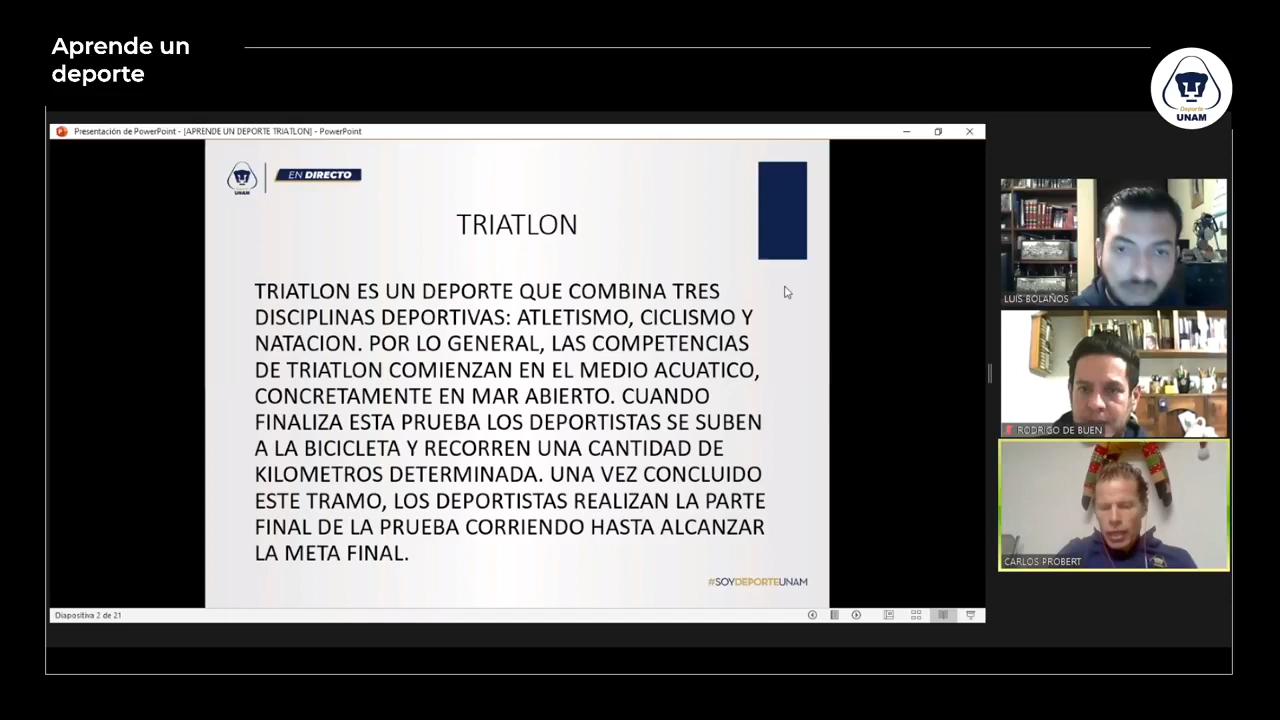 Aprende un
deporte
Deporte
UNAM
Presentación de PowerPoint - [APRENDE UN DEPORTE TRIATLON] - PowerPoint
UNAM
EN DIRECTO
TRIATLON
TRIATLON ES UN DEPORTE QUE COMBINA TRES
DISCIPLINAS DEPORTIVAS: ATLETISMO, CICLISMO Y
NATACION. POR LO GENERAL, LAS COMPETENCIAS
DE TRIATLON COMIENZAN EN EL MEDIO ACUATICO,
CONCRETAMENTE EN MAR ABIERTO. CUANDO
FINALIZA ESTA PRUEBA LOS DEPORTISTAS SE SUBEN
A LA BICICLETA Y RECORREN UNA CANTIDAD DE
KILOMETROS DETERMINADA. UNA VEZ CONCLUIDO
ESTE TRAMO, LOS DEPORTISTAS REALIZAN LA PARTE
FINAL DE LA PRUEBA CORRIENDO HASTA ALCANZAR
LA META FINAL.
#SOYDEPORTEUNAM
Diapositiva 2 de 21
LUIS BOLAÑOS
RODRIGO DE BUEN
CARLOS PROBERT